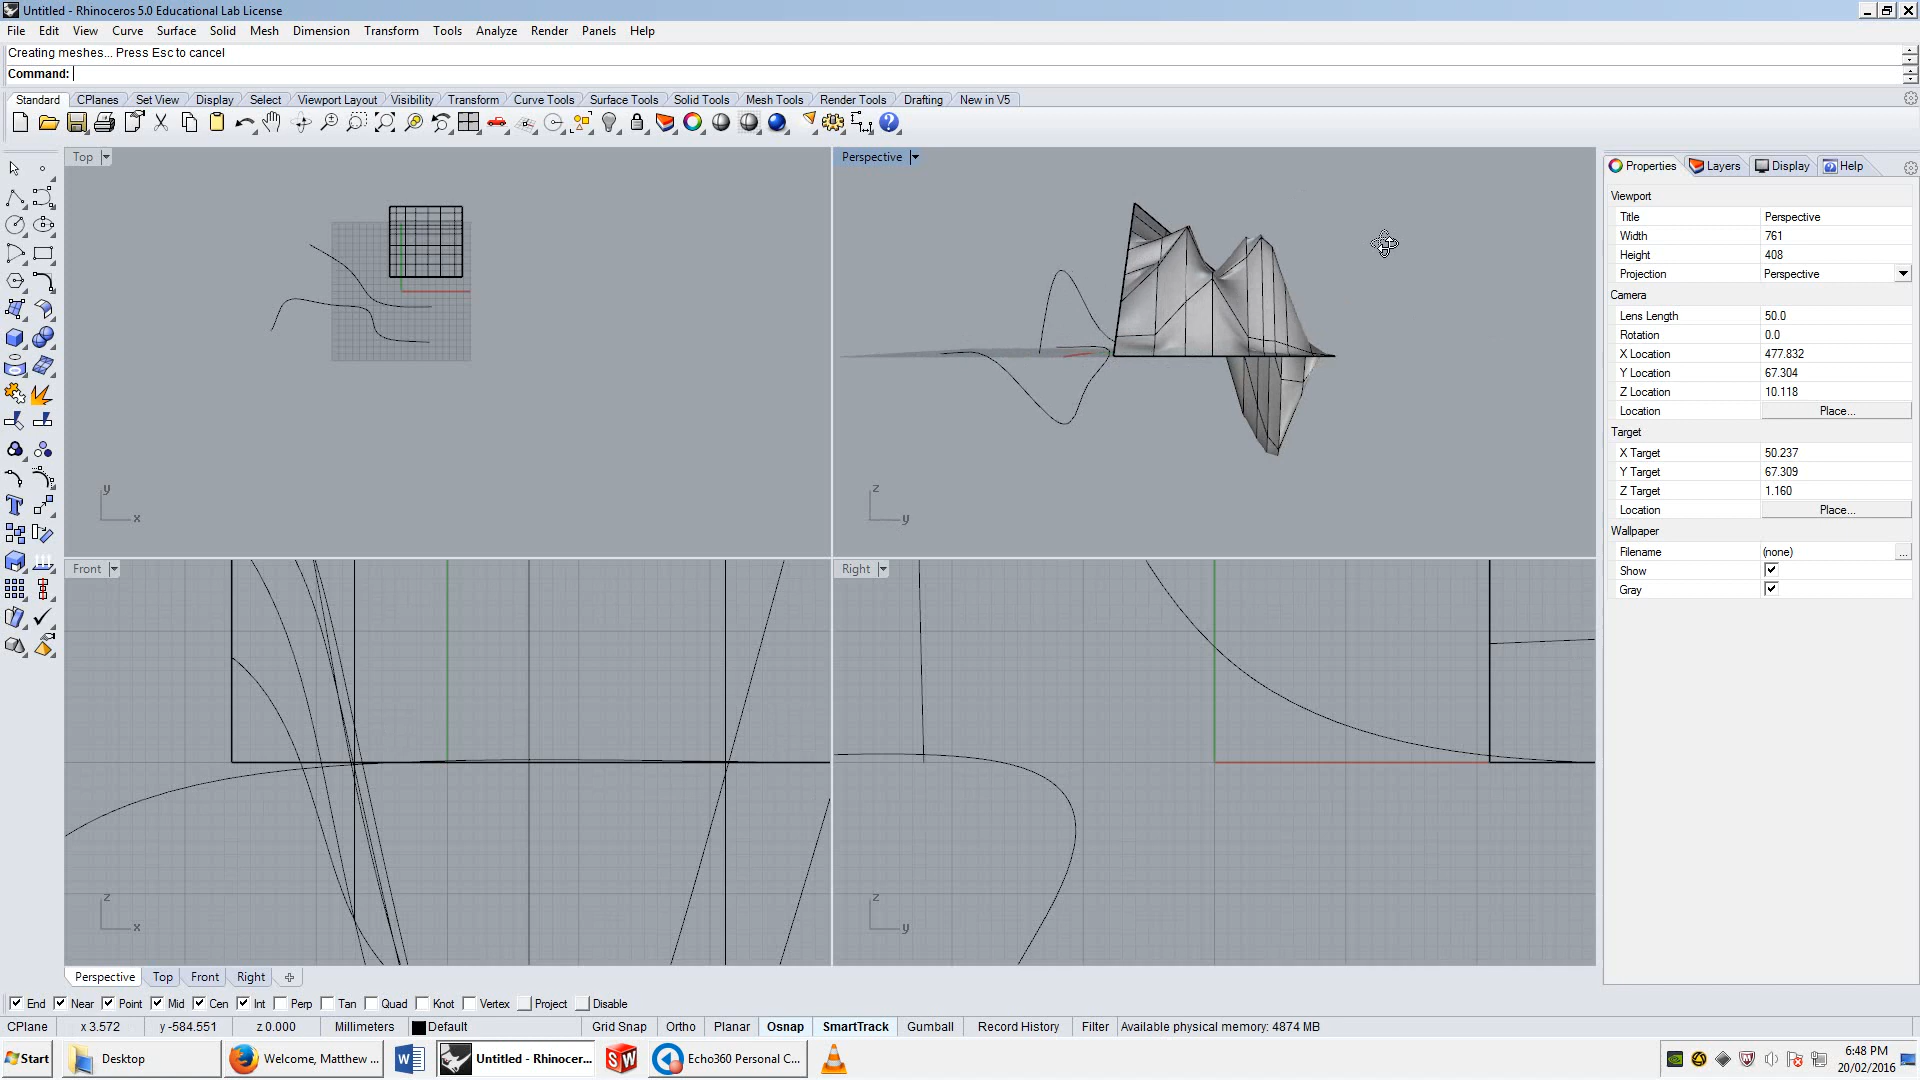 Untitled - Rhinoceros 5.0 Educational Lab License
File Edit View Curve Surface Solid Mesh Dimension Transform Tools Analyze Render Panels Help
Creating meshes... Press Esc to cancel
Command:
Standard CPlanes Set View Display Select Viewport Layout Visibility Transform Curve Tools Surface Tools Solid Tools Mesh Tools Render Tools Drafting New in V5
Top
Perspective
Properties Layers Display Help
Viewport
Title Perspective
Width 761
Height 408
Projection Perspective
Camera
Lens Length 50.0
Rotation 0.0
X Location 477.832
Y Location 67.304
Z Location 10.118
Location Place...
Target
X Target 50.237
Y Target 67.309
Z Target 1.160
Location Place...
Wallpaper
Filename (none) ...
Show
Gray
y
x
z
y
Front
Right
z
x
z
y
Perspective Top Front Right
End Near Point Mid Cen Int Perp Tan Quad Knot Vertex Project Disable
CPlane x 3.572 y -584.551 z 0.000 Millimeters Default Grid Snap Ortho Planar Osnap SmartTrack Gumball Record History Filter Available physical memory: 4874 MB
Start Desktop Welcome, Matthew ... Untitled - Rhinocer... Echo360 Personal C...
6:48 PM
20/02/2016